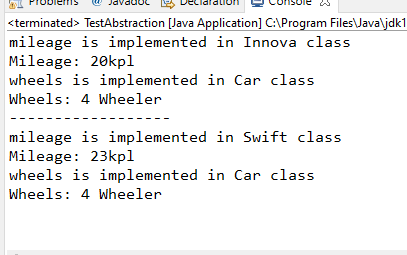 Problems @ Javadoc Declaration Console
<terminated> TestAbstraction [Java Application] C:\Program Files\Java\jdk1
mileage is implemented in Innova class
Mileage: 20kpl
wheels is implemented in Car class
Wheels: 4 Wheeler
------------------
mileage is implemented in Swift class
Mileage: 23kpl
wheels is implemented in Car class
Wheels: 4 Wheeler